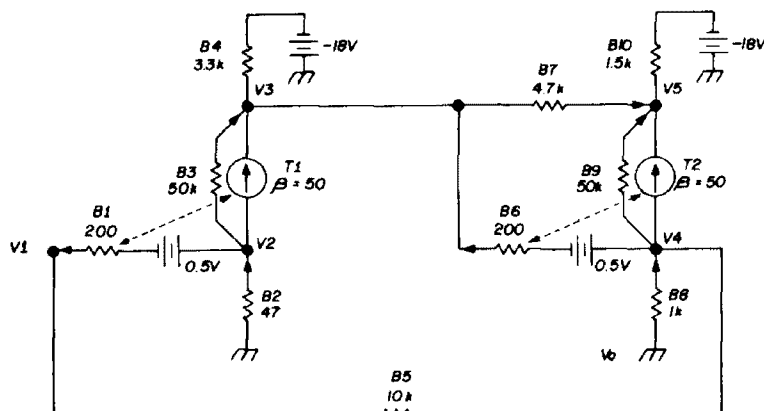 B4
3.3k
-18V
B10
1.5k
-18V
V3
B7
4.7k
V5
B3
50k
T1
β = 50
B9
50k
T2
β = 50
B1
200
B6
200
V1
0.5V
V2
0.5V
V4
B2
47
B8
1k
Vo
B5
10k